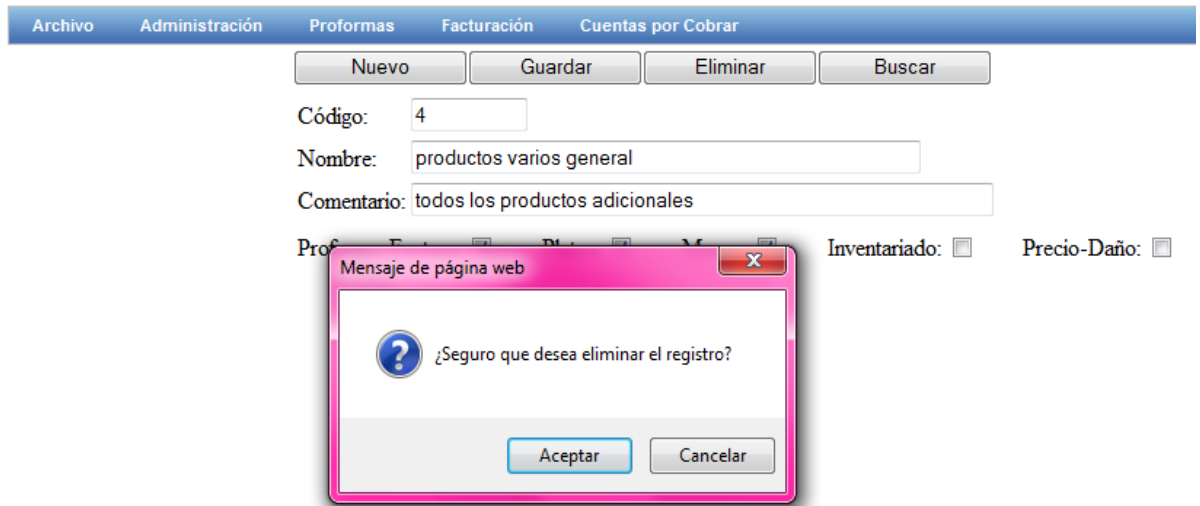 Archivo Administración Proformas Facturación Cuentas por Cobrar
Nuevo Guardar Eliminar Buscar
Código: 4
Nombre: productos varios general
Comentario: todos los productos adicionales
Inventariado: Precio-Daño:
Mensaje de página web
¿Seguro que desea eliminar el registro?
Aceptar Cancelar